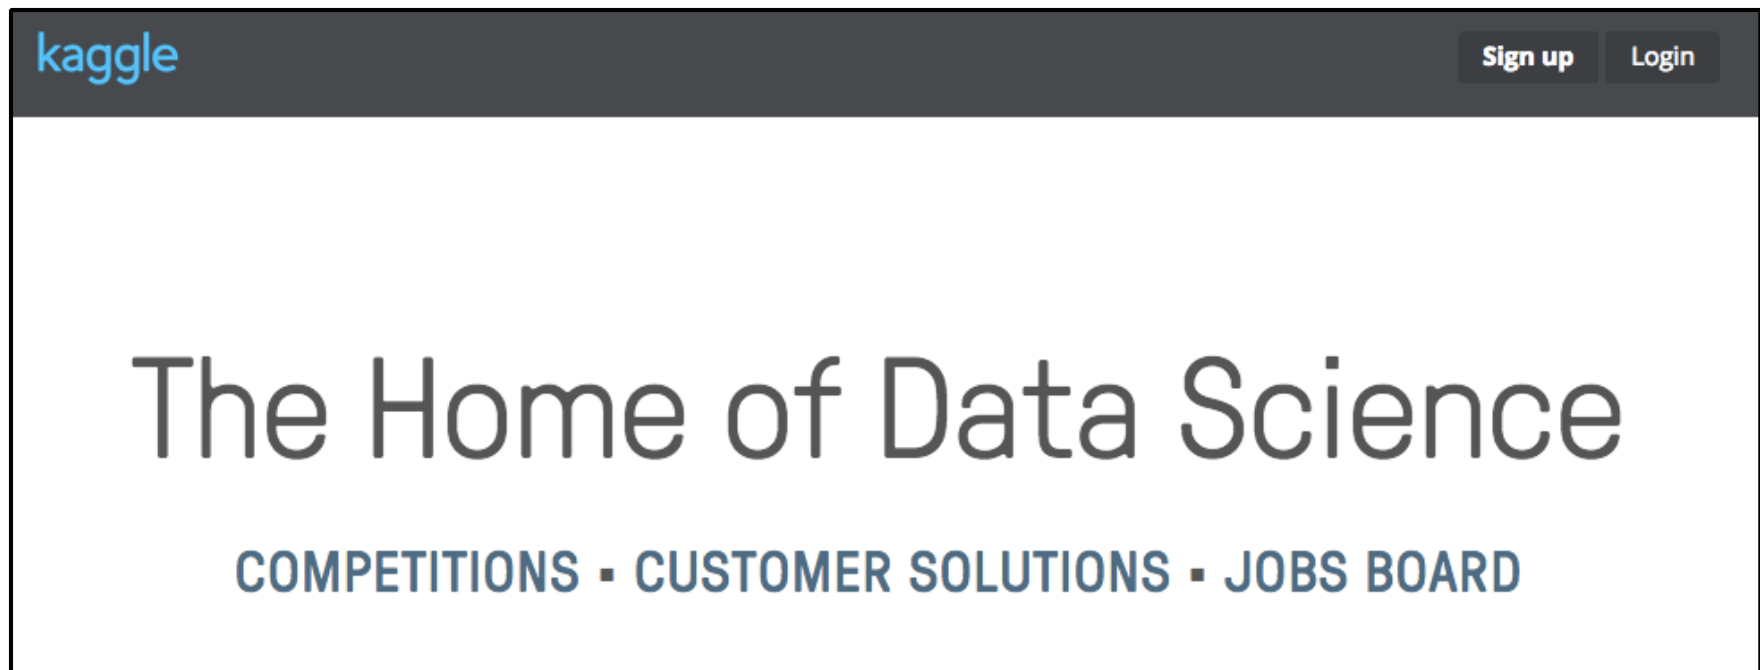 kaggle Sign up Login
The Home of Data Science
COMPETITIONS ▪ CUSTOMER SOLUTIONS ▪ JOBS BOARD